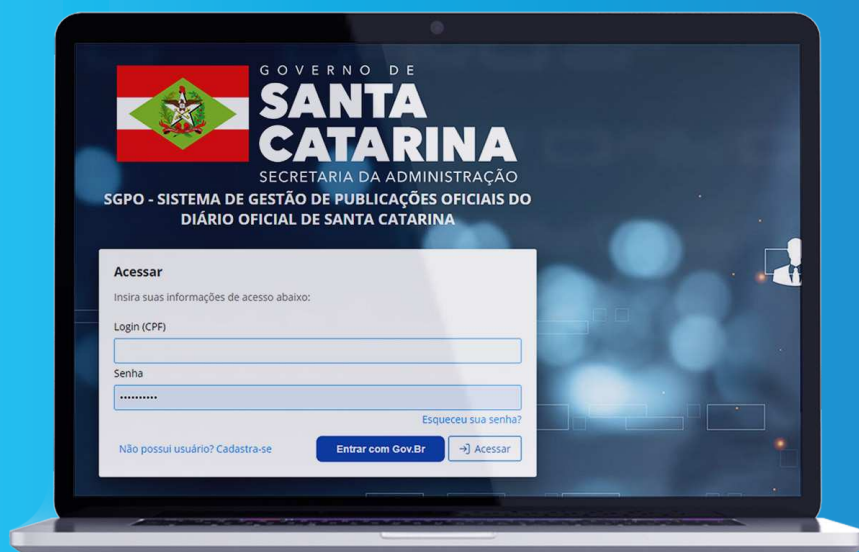 GOVERNO DE
SANTA
CATARINA
SECRETARIA DA ADMINISTRAÇÃO
SGPO - SISTEMA DE GESTÃO DE PUBLICAÇÕES OFICIAIS DO
DIÁRIO OFICIAL DE SANTA CATARINA
Acessar
Insira suas informações de acesso abaixo:
Login (CPF)
Senha
••••••••••
Esqueceu sua senha?
Não possui usuário? Cadastra-se
Entrar com Gov.Br
Acessar